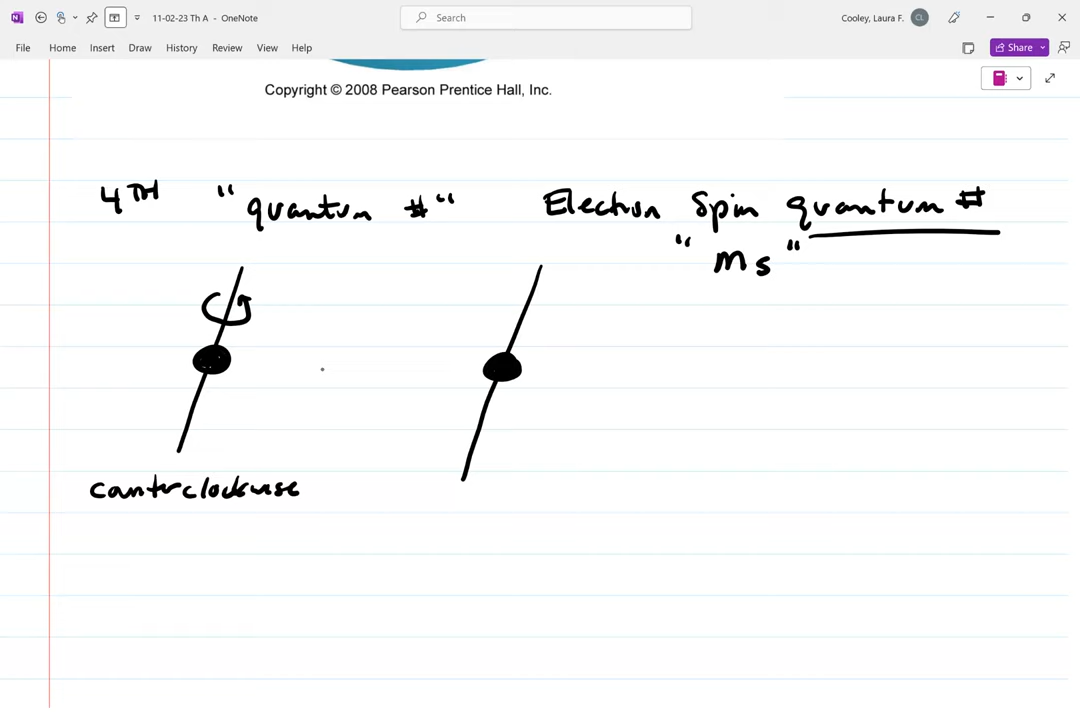 11-02-23 Th A - OneNote
Search
Cooley, Laura F.
CL
File Home Insert Draw History Review View Help
Share
Copyright © 2008 Pearson Prentice Hall, Inc.
4TH "quantum #" Electron Spin quantum #
"ms"
counterclockwise